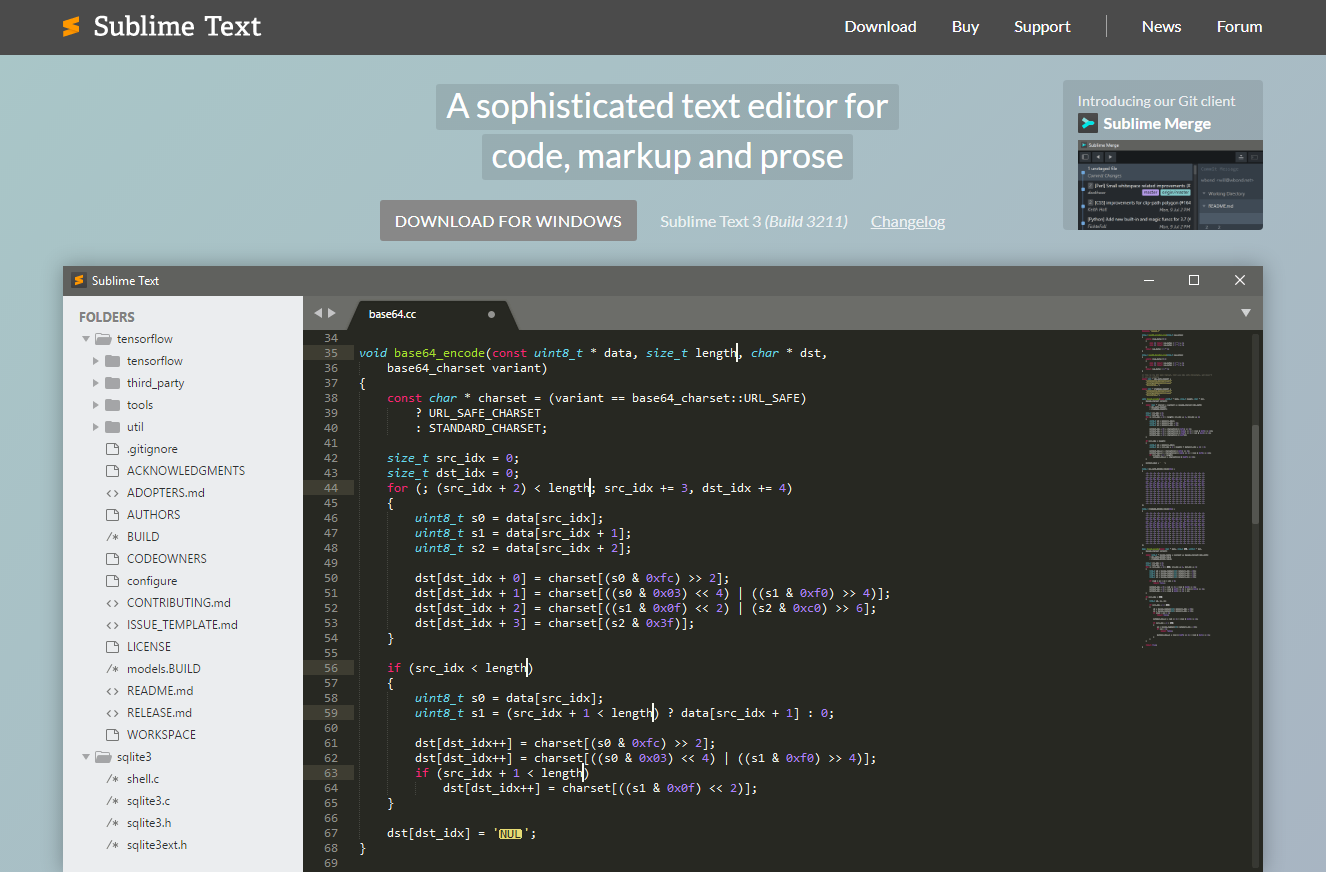 Sublime Text
Download Buy Support News Forum
A sophisticated text editor for
code, markup and prose
DOWNLOAD FOR WINDOWS
Sublime Text 3 (Build 3211)
Changelog
Introducing our Git client
Sublime Merge
Sublime Merge
Sublime Text
FOLDERS
tensorflow
tensorflow
third_party
tools
util
.gitignore
ACKNOWLEDGMENTS
ADOPTERS.md
AUTHORS
BUILD
CODEOWNERS
configure
CONTRIBUTING.md
ISSUE_TEMPLATE.md
LICENSE
models.BUILD
README.md
RELEASE.md
WORKSPACE
sqlite3
shell.c
sqlite3.c
sqlite3.h
sqlite3ext.h
base64.cc
34
35 void base64_encode(const uint8_t * data, size_t length, char * dst,
36     base64_charset variant)
37 {
38     const char * charset = (variant == base64_charset::URL_SAFE)
39         ? URL_SAFE_CHARSET
40         : STANDARD_CHARSET;
41
42     size_t src_idx = 0;
43     size_t dst_idx = 0;
44     for (; (src_idx + 2) < length; src_idx += 3, dst_idx += 4)
45     {
46         uint8_t s0 = data[src_idx];
47         uint8_t s1 = data[src_idx + 1];
48         uint8_t s2 = data[src_idx + 2];
49
50         dst[dst_idx + 0] = charset[(s0 & 0xfc) >> 2];
51         dst[dst_idx + 1] = charset[((s0 & 0x03) << 4) | ((s1 & 0xf0) >> 4)];
52         dst[dst_idx + 2] = charset[((s1 & 0x0f) << 2) | (s2 & 0xc0) >> 6];
53         dst[dst_idx + 3] = charset[(s2 & 0x3f)];
54     }
55
56     if (src_idx < length)
57     {
58         uint8_t s0 = data[src_idx];
59         uint8_t s1 = (src_idx + 1 < length) ? data[src_idx + 1] : 0;
60
61         dst[dst_idx++] = charset[(s0 & 0xfc) >> 2];
62         dst[dst_idx++] = charset[((s0 & 0x03) << 4) | ((s1 & 0xf0) >> 4)];
63         if (src_idx + 1 < length)
64             dst[dst_idx++] = charset[((s1 & 0x0f) << 2)];
65     }
66
67     dst[dst_idx] = 'NUL';
68 }
69